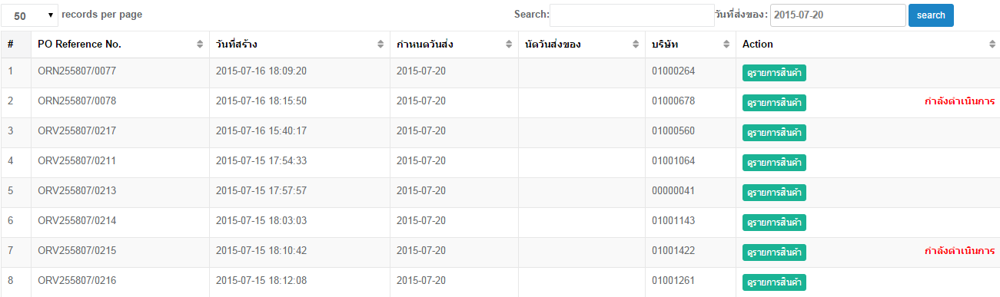 50 records per page Search: วันที่ส่งของ: 2015-07-20 search
# PO Reference No. วันที่สร้าง กำหนดวันส่ง นัดวันส่งของ บริษัท Action
1 ORN255807/0077 2015-07-16 18:09:20 2015-07-20 01000264 ดูรายการสินค้า
2 ORN255807/0078 2015-07-16 18:15:50 2015-07-20 01000678 ดูรายการสินค้า กำลังดำเนินการ
3 ORV255807/0217 2015-07-16 15:40:17 2015-07-20 01000560 ดูรายการสินค้า
4 ORV255807/0211 2015-07-15 17:54:33 2015-07-20 01001064 ดูรายการสินค้า
5 ORV255807/0213 2015-07-15 17:57:57 2015-07-20 00000041 ดูรายการสินค้า
6 ORV255807/0214 2015-07-15 18:03:03 2015-07-20 01001143 ดูรายการสินค้า
7 ORV255807/0215 2015-07-15 18:10:42 2015-07-20 01001422 ดูรายการสินค้า กำลังดำเนินการ
8 ORV255807/0216 2015-07-15 18:12:08 2015-07-20 01001261 ดูรายการสินค้า